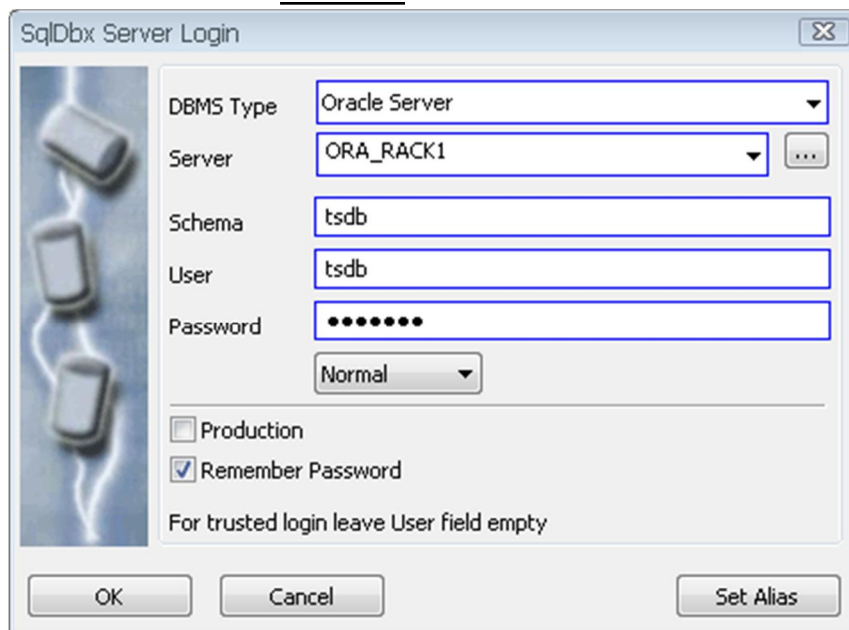 SqlDbx Server Login
DBMS Type Oracle Server
Server ORA_RACK1 ...
Schema tsdb
User tsdb
Password •••••••
Normal
Production
Remember Password
For trusted login leave User field empty
OK Cancel Set Alias